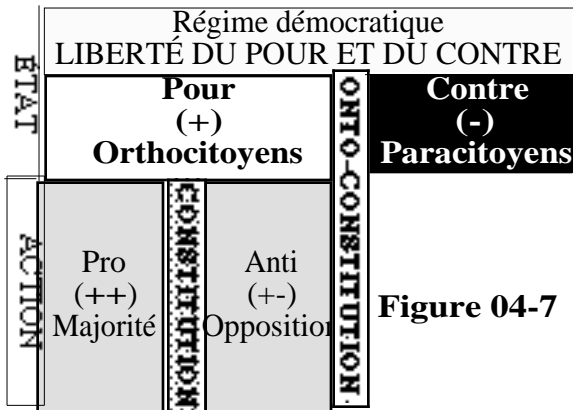 Régime démocratique
LIBERTÉ DU POUR ET DU CONTRE
ÉTAT
Pour
(+)
Orthocitoyens
ONTO-CONSTITUTION
Contre
(-)
Paracitoyens
ACTION
Pro
(++)
Majorité
CONSTITUTION
Anti
(+-)
Opposition
Figure 04-7